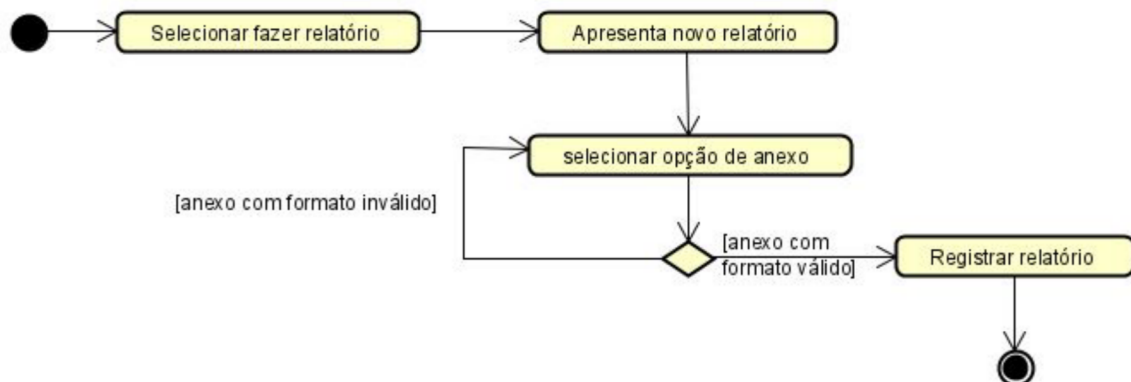 Selecionar fazer relatório
Apresenta novo relatório
selecionar opção de anexo
[anexo com formato inválido]
[anexo com
formato válido]
Registrar relatório